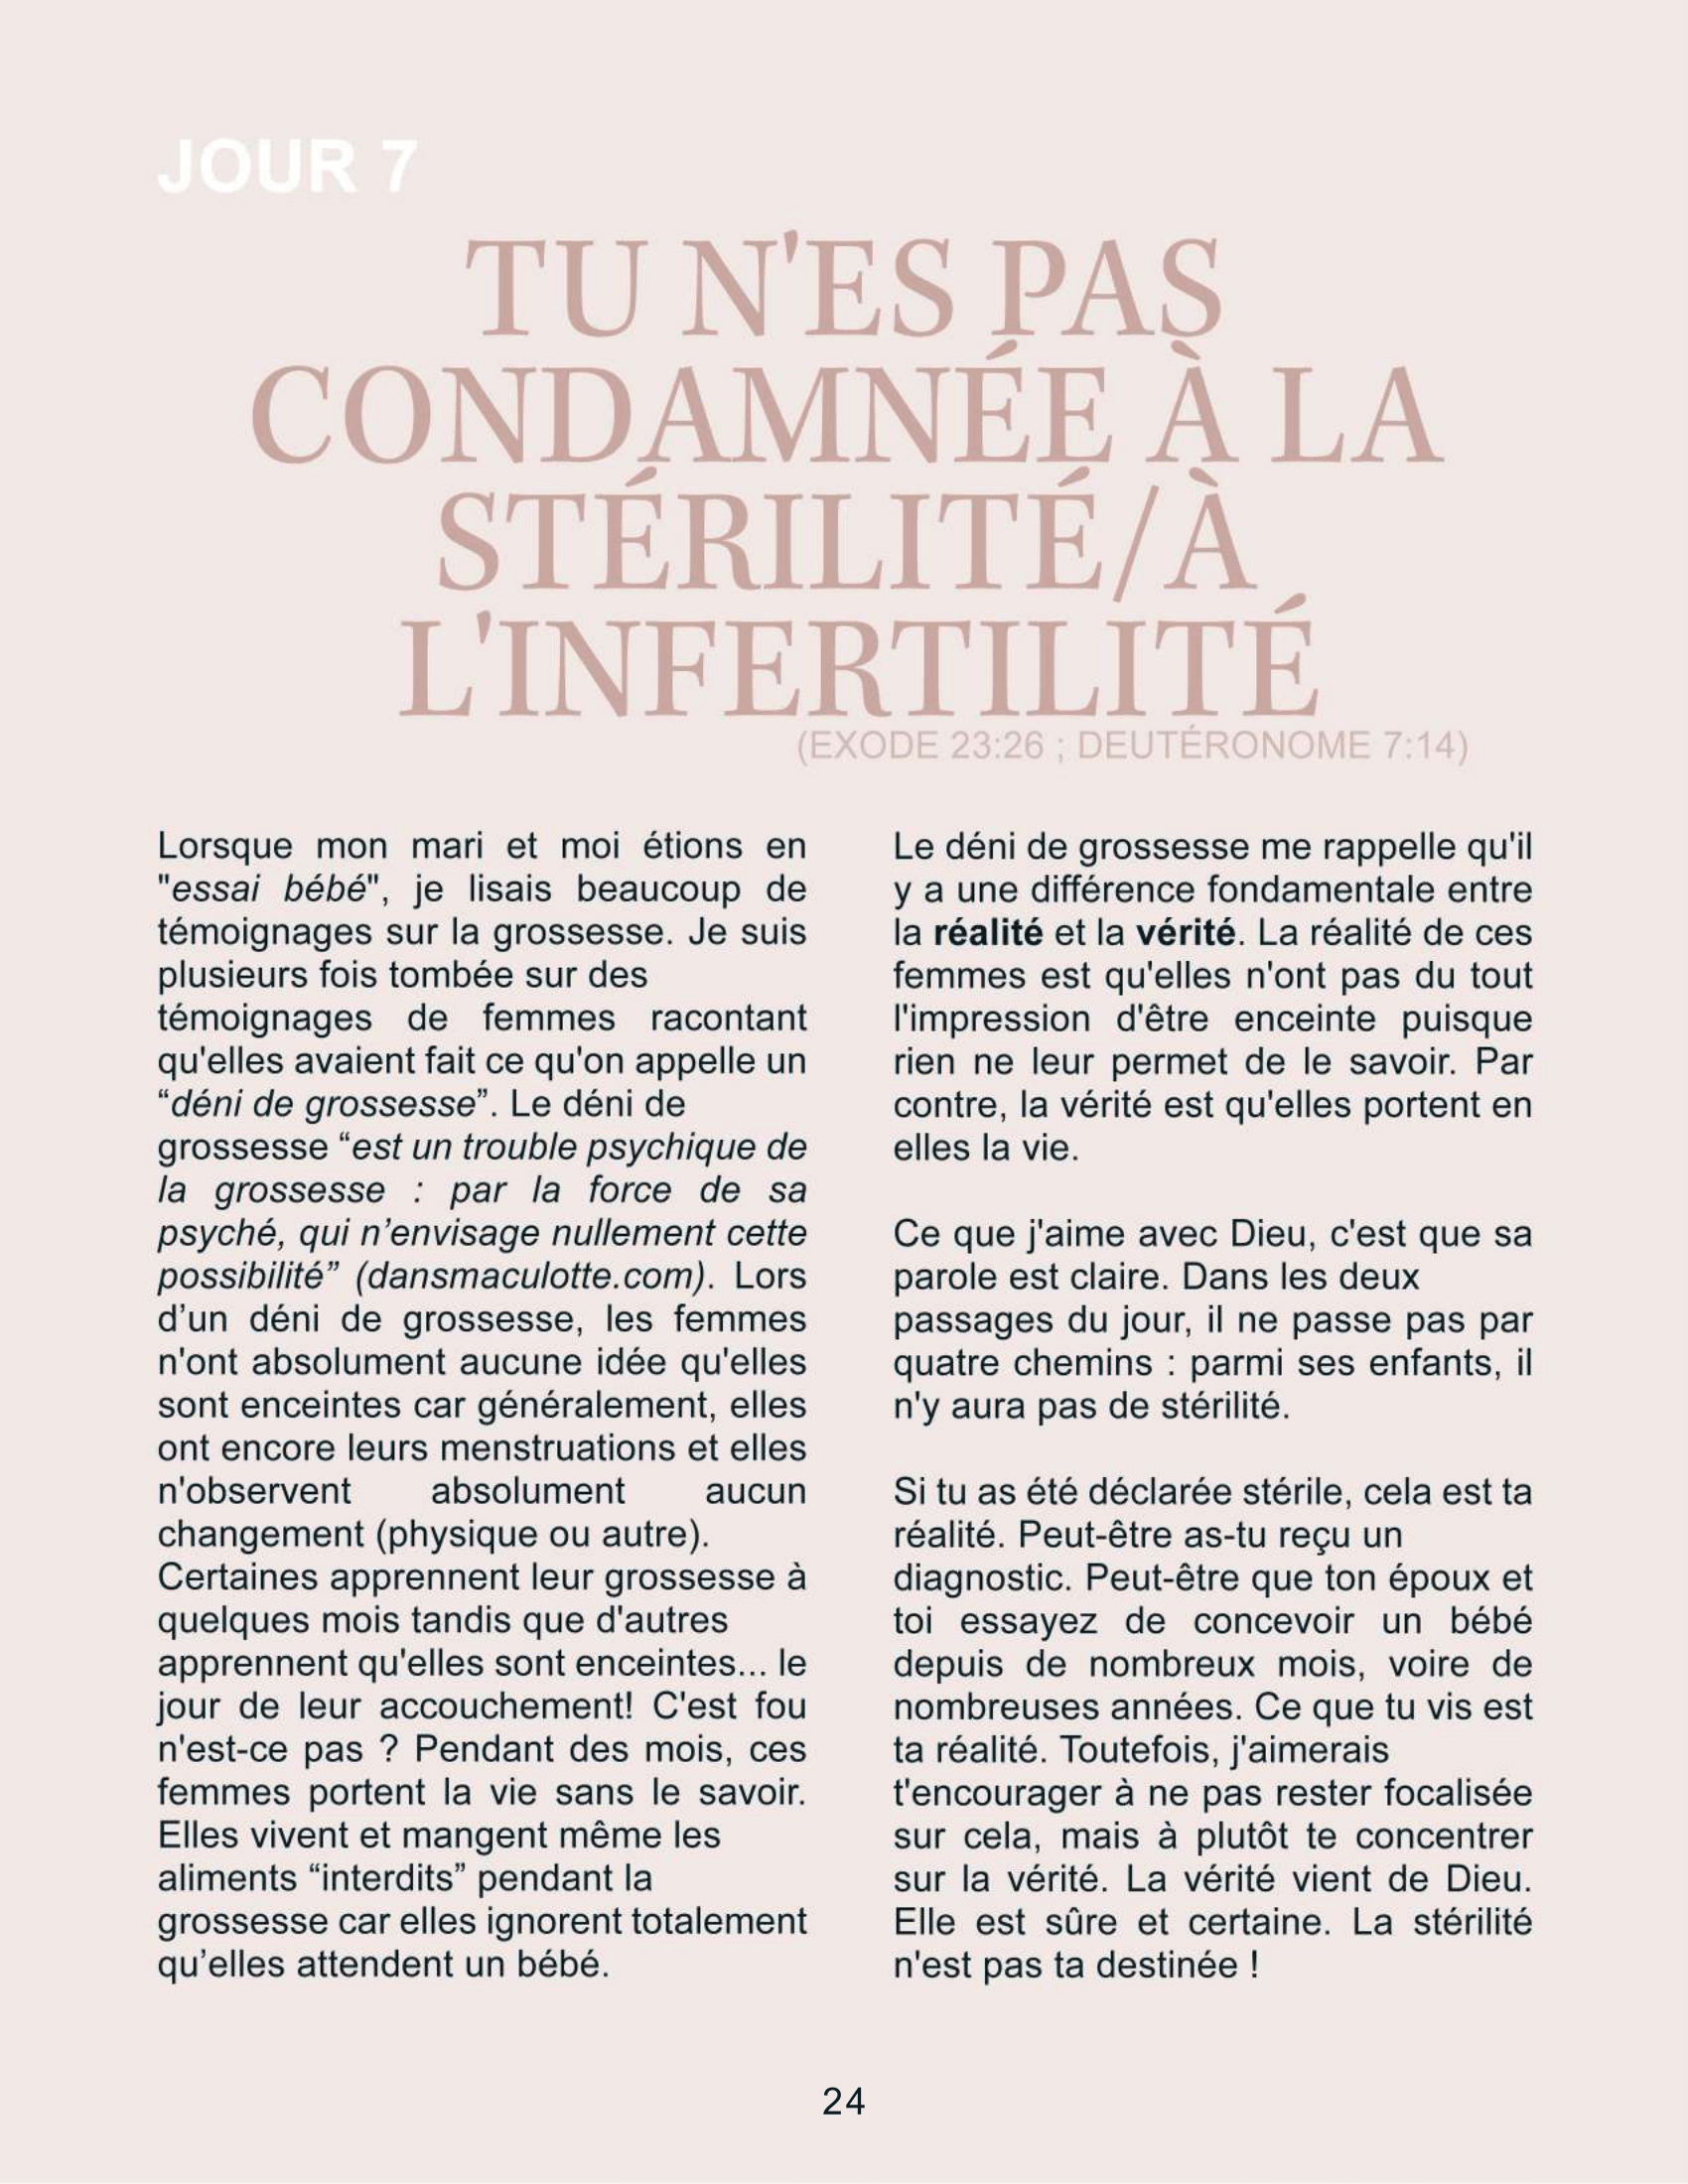 JOUR 7
TU N'ES PAS
CONDAMNÉE À LA
STÉRILITÉ/À
L'INFERTILITÉ
(EXODE 23:26 ; DEUTÉRONOME 7:14)
Lorsque mon mari et moi étions en
"essai bébé", je lisais beaucoup de
témoignages sur la grossesse. Je suis
plusieurs fois tombée sur des
témoignages de femmes racontant
qu'elles avaient fait ce qu'on appelle un
“déni de grossesse”. Le déni de
grossesse “est un trouble psychique de
la grossesse : par la force de sa
psyché, qui n’envisage nullement cette
possibilité” (dansmaculotte.com). Lors
d’un déni de grossesse, les femmes
n'ont absolument aucune idée qu'elles
sont enceintes car généralement, elles
ont encore leurs menstruations et elles
n'observent absolument aucun
changement (physique ou autre).
Certaines apprennent leur grossesse à
quelques mois tandis que d'autres
apprennent qu'elles sont enceintes... le
jour de leur accouchement! C'est fou
n'est-ce pas ? Pendant des mois, ces
femmes portent la vie sans le savoir.
Elles vivent et mangent même les
aliments “interdits” pendant la
grossesse car elles ignorent totalement
qu’elles attendent un bébé.
Le déni de grossesse me rappelle qu'il
y a une différence fondamentale entre
la réalité et la vérité. La réalité de ces
femmes est qu'elles n'ont pas du tout
l'impression d'être enceinte puisque
rien ne leur permet de le savoir. Par
contre, la vérité est qu'elles portent en
elles la vie.
Ce que j'aime avec Dieu, c'est que sa
parole est claire. Dans les deux
passages du jour, il ne passe pas par
quatre chemins : parmi ses enfants, il
n'y aura pas de stérilité.
Si tu as été déclarée stérile, cela est ta
réalité. Peut-être as-tu reçu un
diagnostic. Peut-être que ton époux et
toi essayez de concevoir un bébé
depuis de nombreux mois, voire de
nombreuses années. Ce que tu vis est
ta réalité. Toutefois, j'aimerais
t'encourager à ne pas rester focalisée
sur cela, mais à plutôt te concentrer
sur la vérité. La vérité vient de Dieu.
Elle est sûre et certaine. La stérilité
n'est pas ta destinée !
24